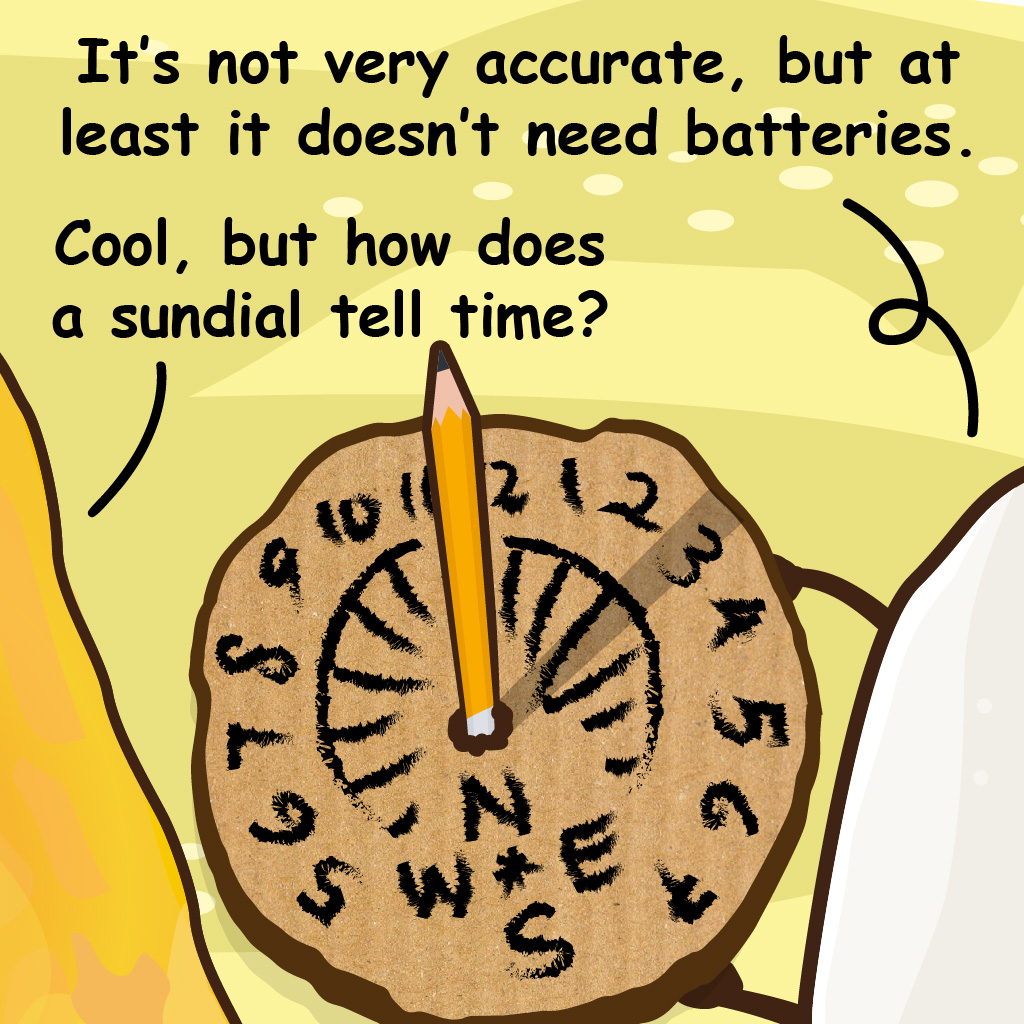 It's not very accurate, but at
least it doesn't need batteries.
Cool, but how does
a sundial tell time?
5 6 7 8 9 10 11 12 1 2 3 4 5 6 7
N
W * E
S